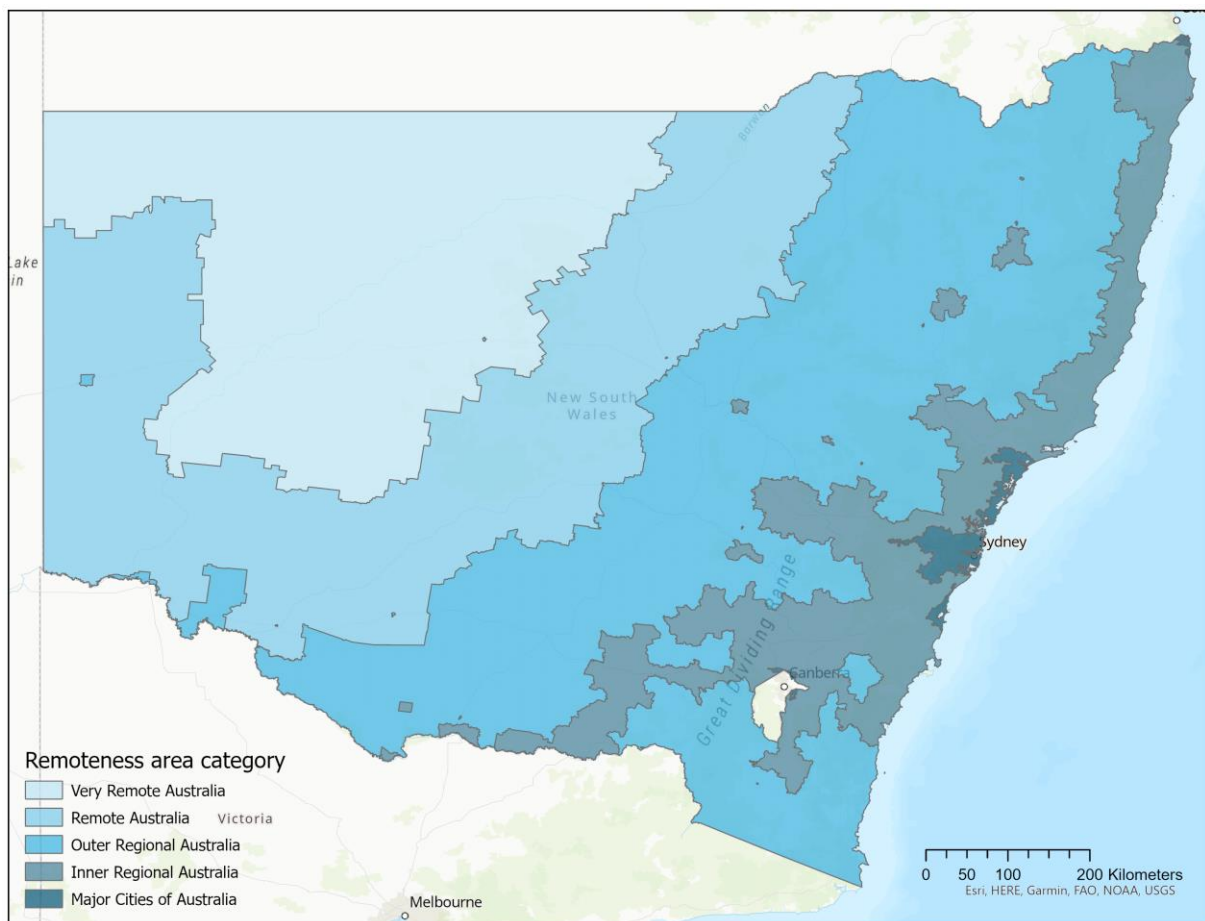 Barwon
Lake
in
New South
Wales
Sydney
Great Dividing Range
Canberra
Remoteness area category
Very Remote Australia
Remote Australia
Victoria
Outer Regional Australia
Inner Regional Australia
Major Cities of Australia
Melbourne
0 50 100 200 Kilometers
Esri, HERE, Garmin, FAO, NOAA, USGS